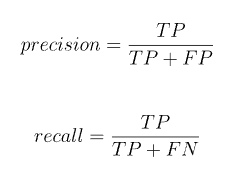 precision = TP / TP + FP
recall = TP / TP + FN